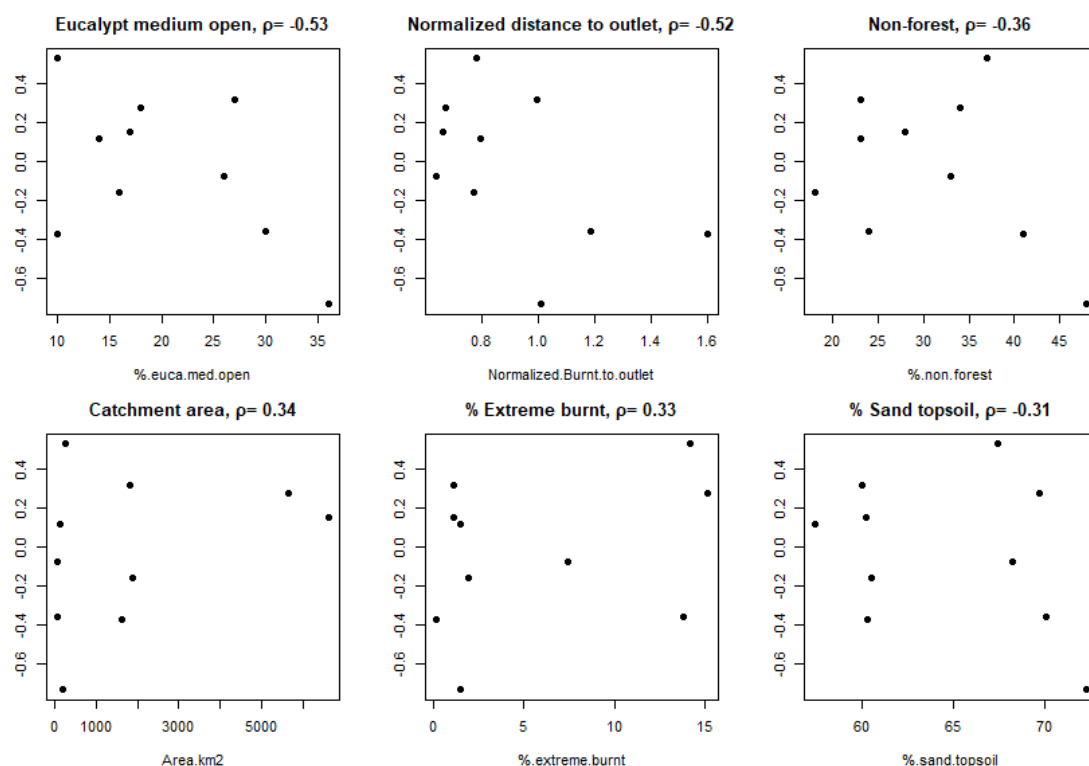 Eucalypt medium open, ρ= -0.53
0.4
0.2
0.0
-0.2
-0.4
-0.6
10 15 20 25 30 35
%.euca.med.open
Normalized distance to outlet, ρ= -0.52
0.4
0.2
0.0
-0.2
-0.4
-0.6
0.8 1.0 1.2 1.4 1.6
Normalized.Burnt.to.outlet
Non-forest, ρ= -0.36
0.4
0.2
0.0
-0.2
-0.4
-0.6
20 25 30 35 40 45
%.non.forest
Catchment area, ρ= 0.34
0.4
0.2
0.0
-0.2
-0.4
-0.6
0 1000 3000 5000
Area.km2
% Extreme burnt, ρ= 0.33
0.4
0.2
0.0
-0.2
-0.4
-0.6
0 5 10 15
%.extreme.burnt
% Sand topsoil, ρ= -0.31
0.4
0.2
0.0
-0.2
-0.4
-0.6
60 65 70
%.sand.topsoil